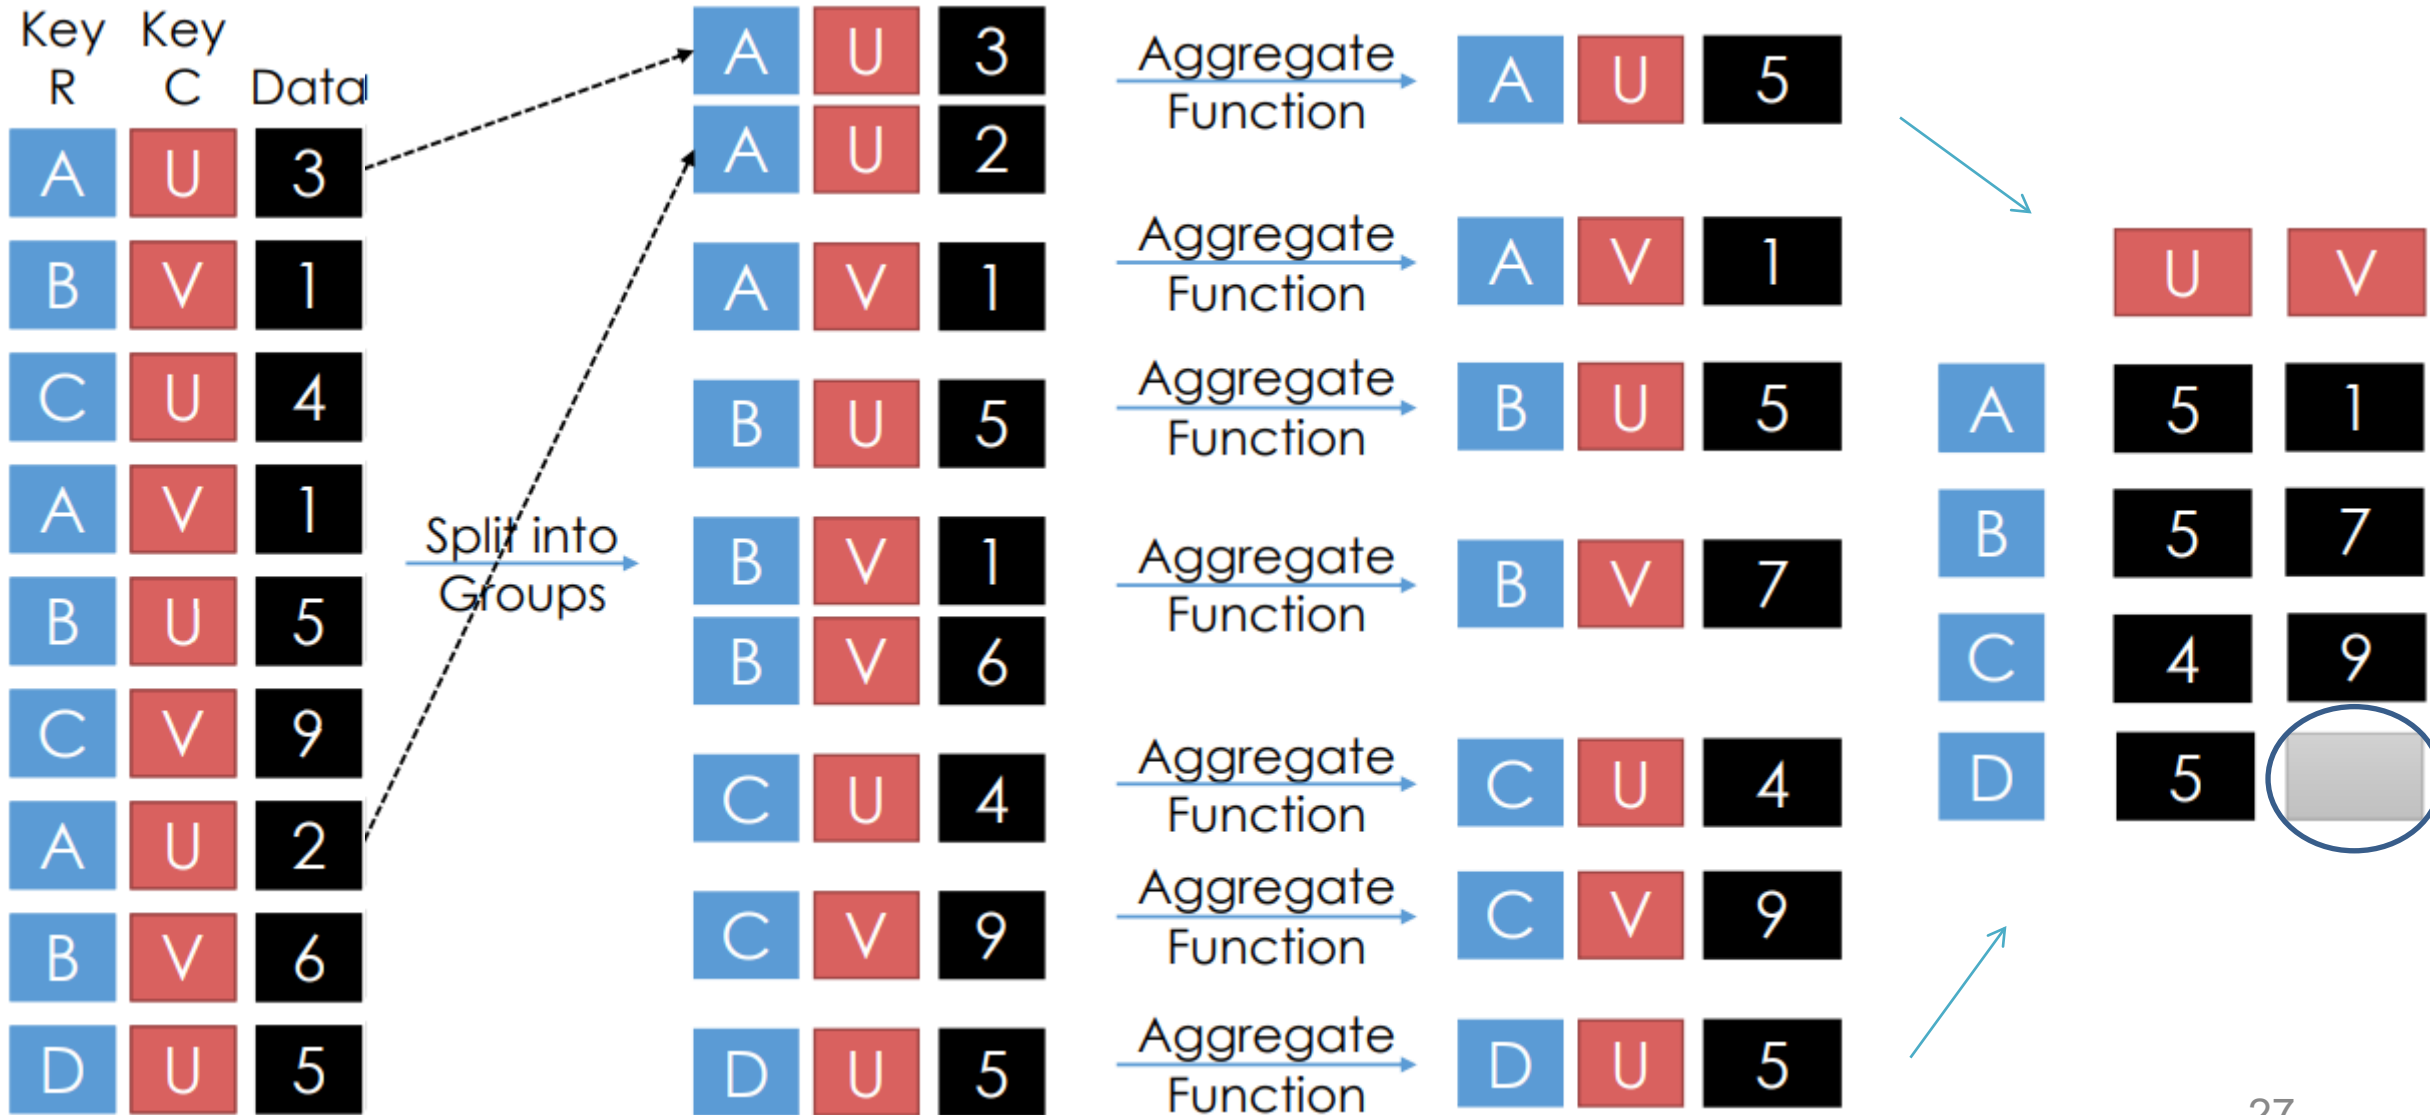 Key Key
R C Data
A U 3
B V 1
C U 4
A V 1
B U 5
C V 9
A U 2
B V 6
D U 5
Split into
Groups
A U 3
A U 2
A V 1
B U 5
B V 1
B V 6
C U 4
C V 9
D U 5
Aggregate
Function
Aggregate
Function
Aggregate
Function
Aggregate
Function
Aggregate
Function
Aggregate
Function
Aggregate
Function
A U 5
A V 1
B U 5
B V 7
C U 4
C V 9
D U 5
U V
A 5 1
B 5 7
C 4 9
D 5
27